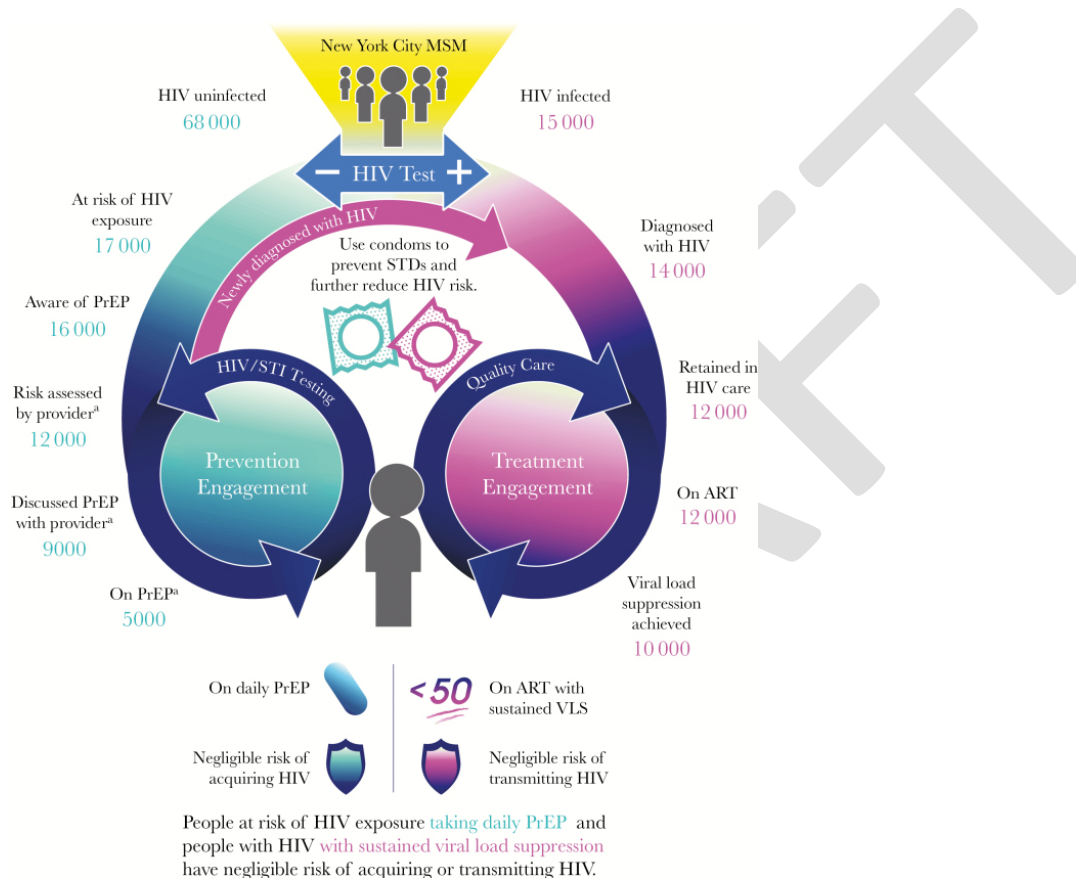 New York City MSM
HIV uninfected
68 000
HIV infected
15 000
− HIV Test +
At risk of HIV
exposure
17 000
Newly diagnosed with HIV
Use condoms to
prevent STDs and
further reduce HIV risk.
Diagnosed
with HIV
14 000
Aware of PrEP
16 000
HIV/STI Testing
Quality Care
Retained in
HIV care
12 000
Risk assessed
by providerᵃ
12 000
Prevention
Engagement
Treatment
Engagement
On ART
12 000
Discussed PrEP
with providerᵃ
9000
On PrEPᵃ
5000
Viral load
suppression
achieved
10 000
On daily PrEP
<50
On ART with
sustained VLS
Negligible risk of
acquiring HIV
Negligible risk of
transmitting HIV
People at risk of HIV exposure taking daily PrEP and
people with HIV with sustained viral load suppression
have negligible risk of acquiring or transmitting HIV.